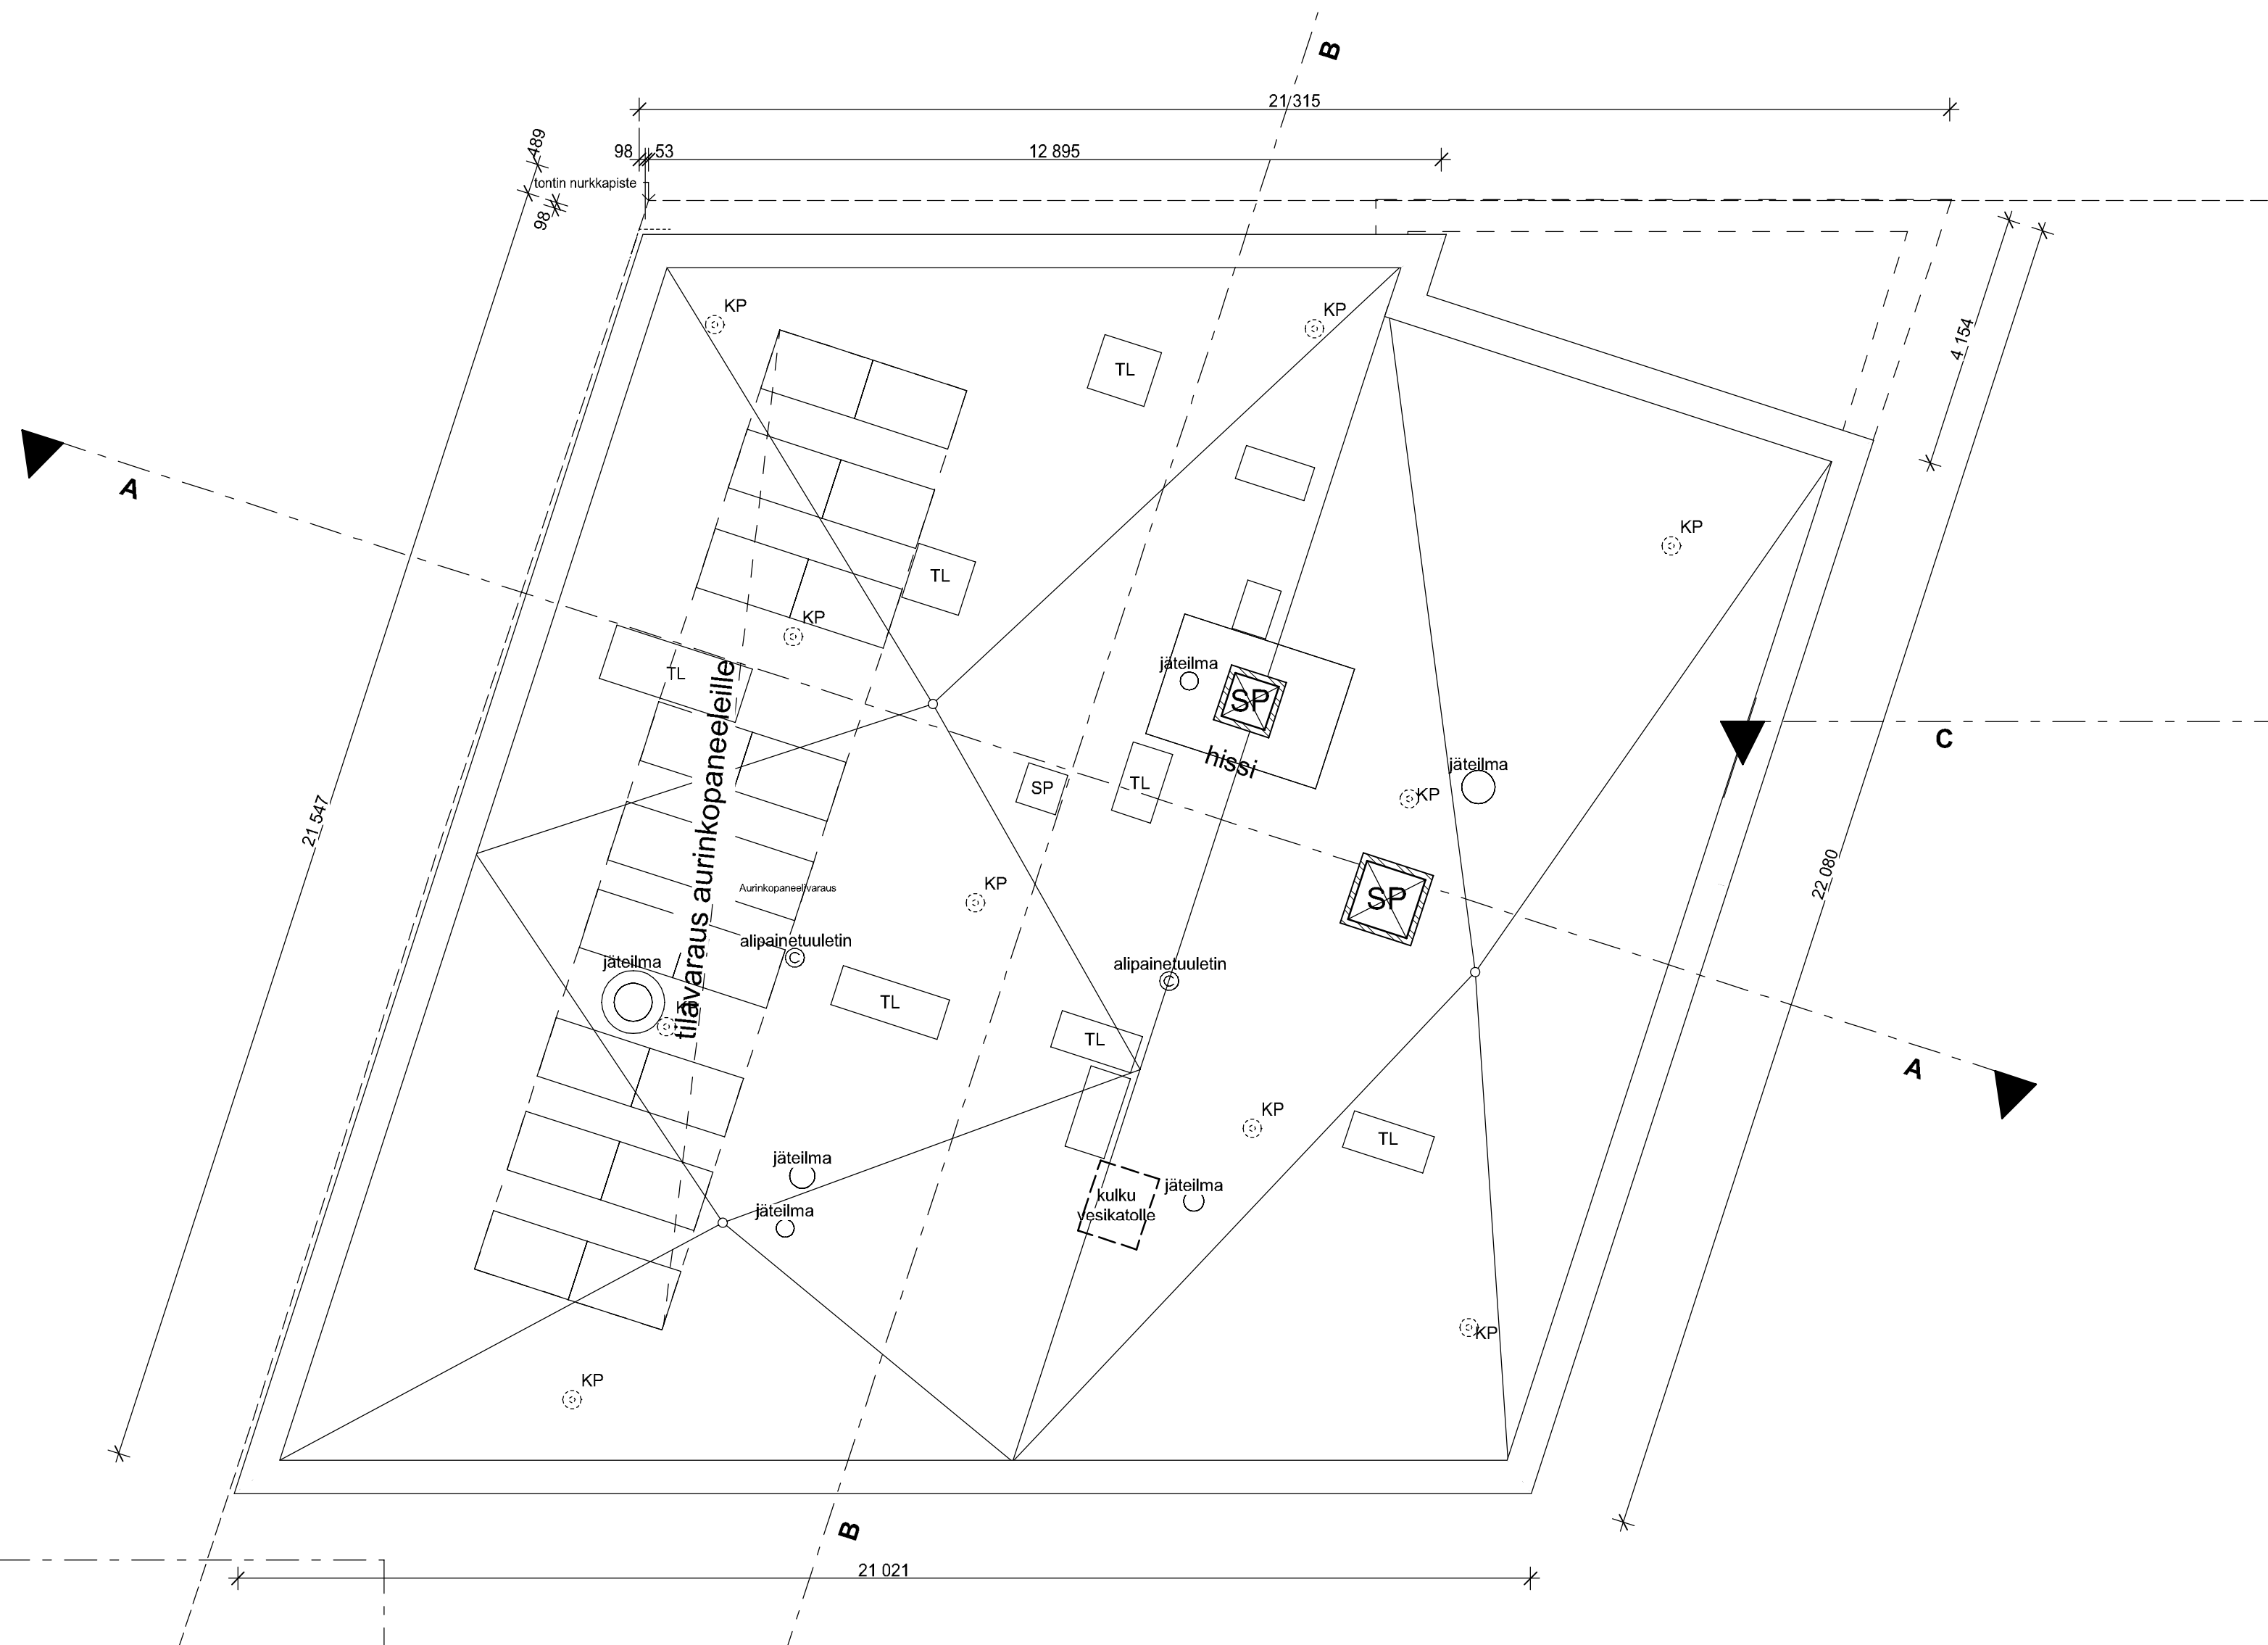 B
21 315
489
98
53
12 895
tontin nurkkapiste
98
KP
KP
4 154
TL
A
KP
TL
KP
TL
jäteilma
SP
hissi
C
jäteilma
TL
SP
KP
21 547
tilavaraus aurinkopaneeleille
Aurinkopaneelivaraus
KP
SP
22 080
alipainetuuletin
jäteilma
alipainetuuletin
TL
TL
A
KP
TL
jäteilma
jäteilma
kulku
vesikatolle
jäteilma
KP
KP
B
21 021